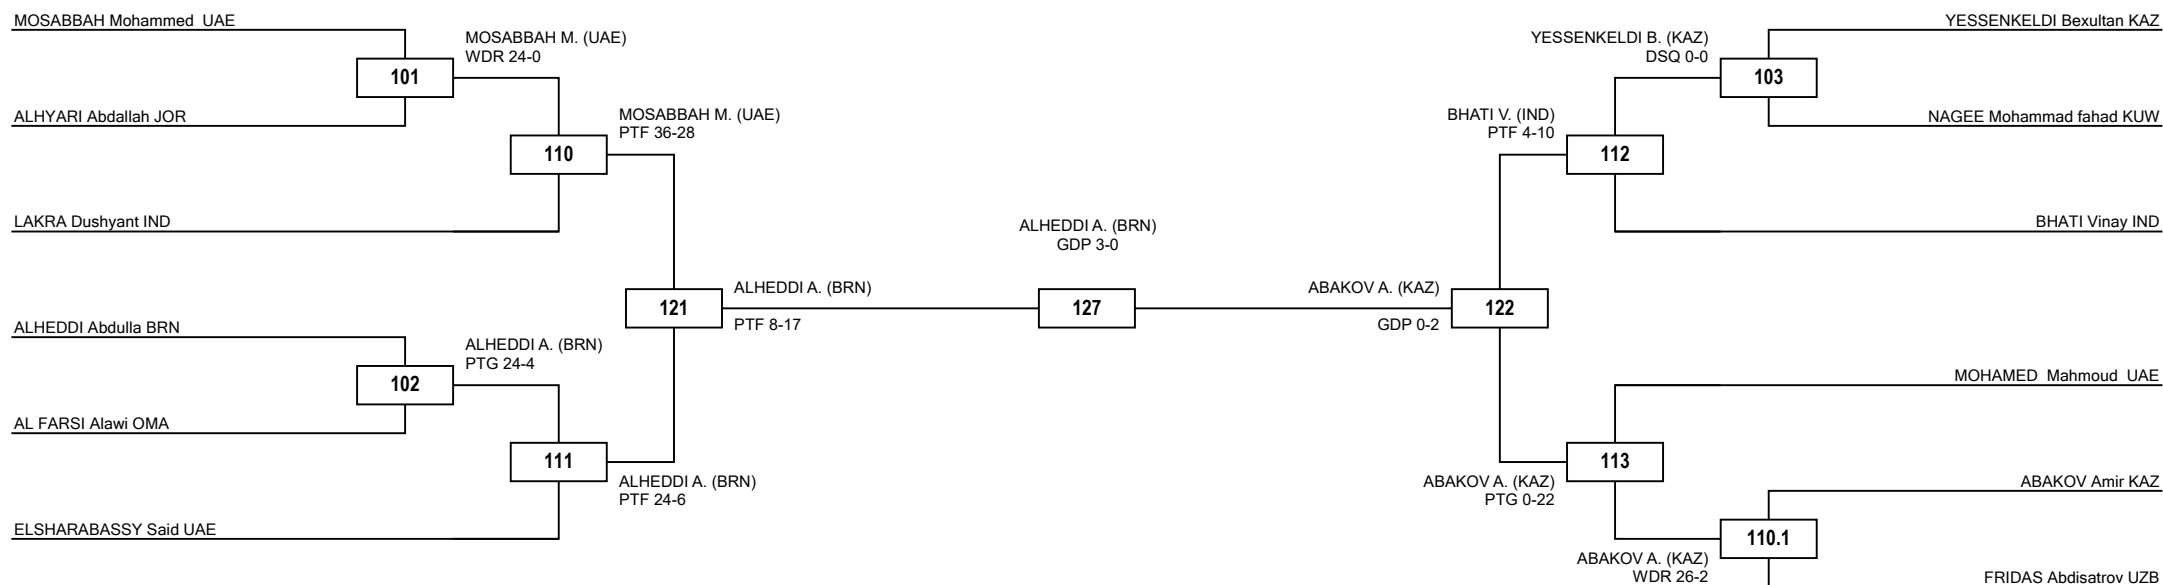 MOSABBAH Mohammed UAE
MOSABBAH M. (UAE)
WDR 24-0
101
ALHYARI Abdallah JOR
MOSABBAH M. (UAE)
PTF 36-28
110
LAKRA Dushyant IND
ALHEDDI A. (BRN)
PTF 8-17
121
ALHEDDI Abdulla BRN
ALHEDDI A. (BRN)
PTG 24-4
102
AL FARSI Alawi OMA
111
ALHEDDI A. (BRN)
PTF 24-6
ELSHARABASSY Said UAE
ALHEDDI A. (BRN)
GDP 3-0
127
YESSENKELDI Bexultan KAZ
YESSENKELDI B. (KAZ)
DSQ 0-0
103
NAGEE Mohammad fahad KUW
BHATI V. (IND)
PTF 4-10
112
BHATI Vinay IND
ABAKOV A. (KAZ)
GDP 0-2
122
MOHAMED Mahmoud UAE
113
ABAKOV A. (KAZ)
PTG 0-22
ABAKOV Amir KAZ
110.1
ABAKOV A. (KAZ)
WDR 26-2
FRIDAS Abdisatrov UZB